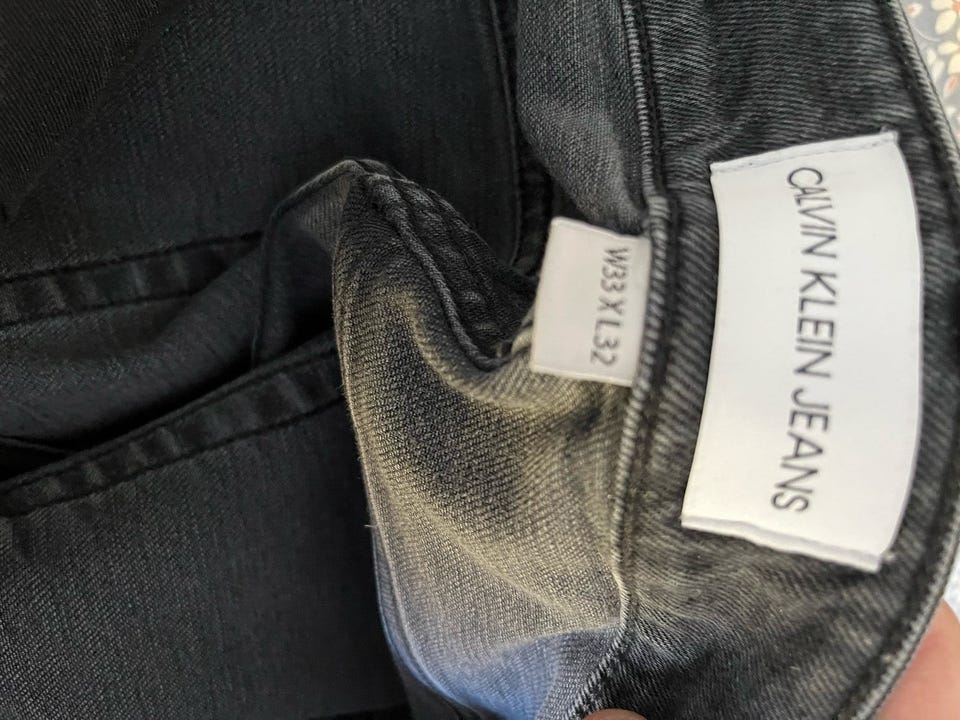 CALVIN KLEIN JEANS
W33 X L32